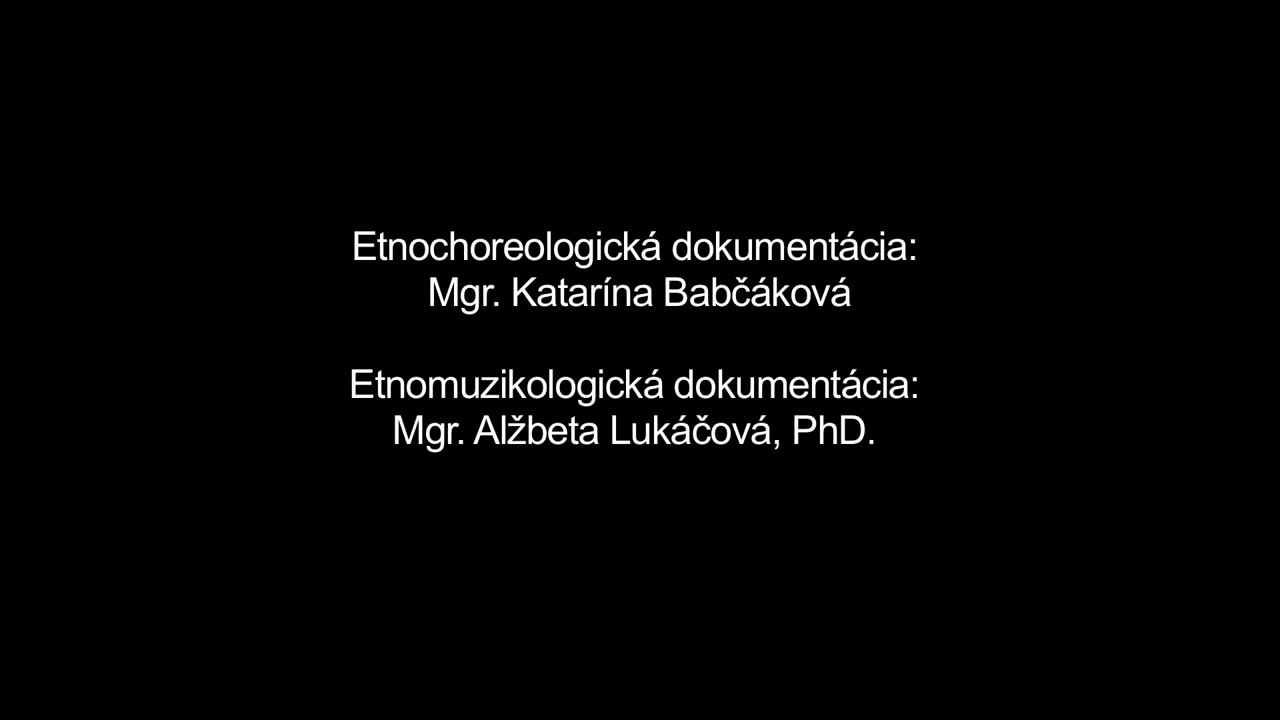 Etnochoreologická dokumentácia:
Mgr. Katarína Babčáková
Etnomuzikologická dokumentácia:
Mgr. Alžbeta Lukáčová, PhD.